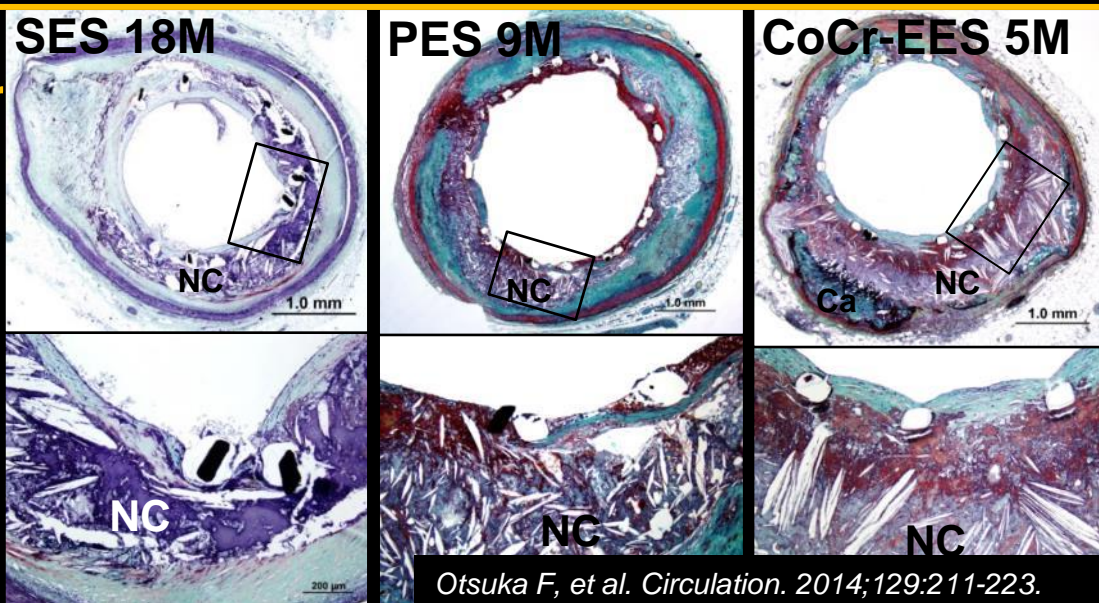 SES 18M
PES 9M
CoCr-EES 5M
NC
1.0 mm
NC
1.0 mm
Ca
NC
1.0 mm
NC
200 µm
NC
NC
Otsuka F, et al. Circulation. 2014;129:211-223.